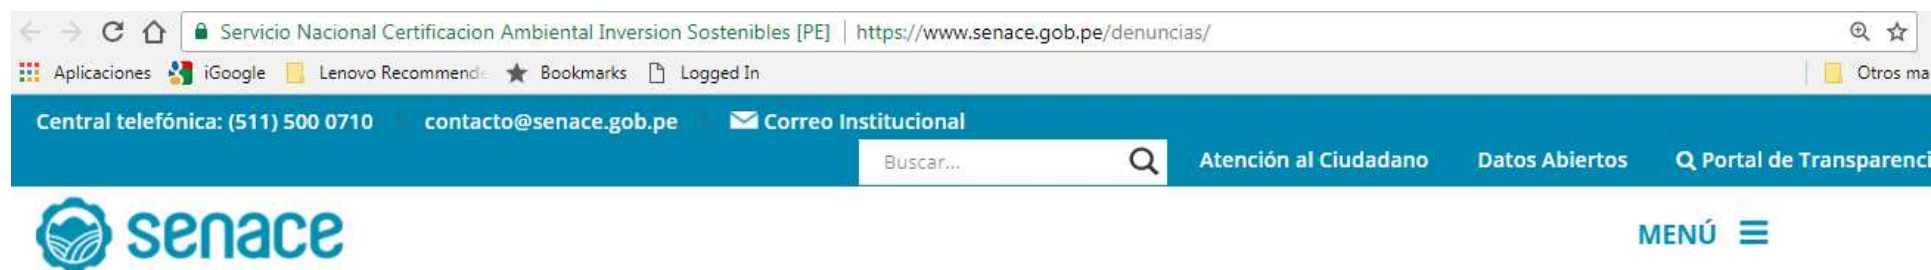 Servicio Nacional Certificacion Ambiental Inversion Sostenibles [PE] | https://www.senace.gob.pe/denuncias/
Aplicaciones iGoogle Lenovo Recommend Bookmarks Logged In Otros ma
Central telefónica: (511) 500 0710 contacto@senace.gob.pe Correo Institucional
Buscar... Atención al Ciudadano Datos Abiertos Portal de Transparenci
senace MENÚ